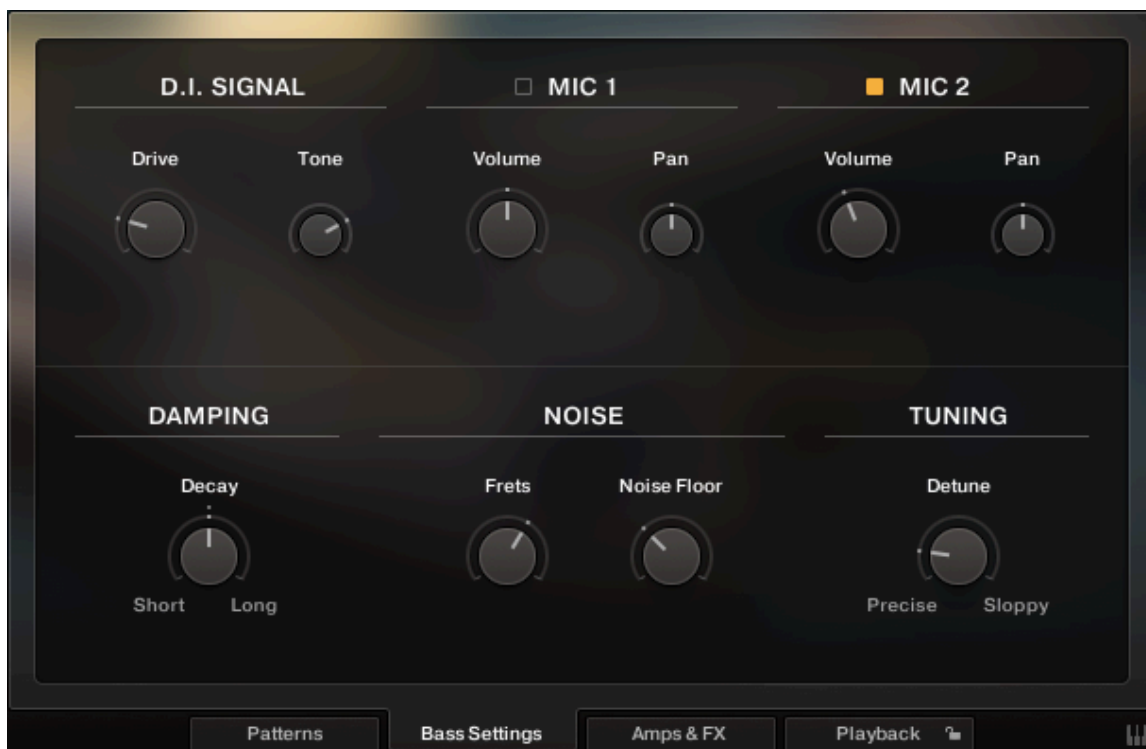 D.I. SIGNAL
MIC 1
MIC 2
Drive
Tone
Volume
Pan
Volume
Pan
DAMPING
NOISE
TUNING
Decay
Frets
Noise Floor
Detune
Short
Long
Precise
Sloppy
Patterns
Bass Settings
Amps & FX
Playback